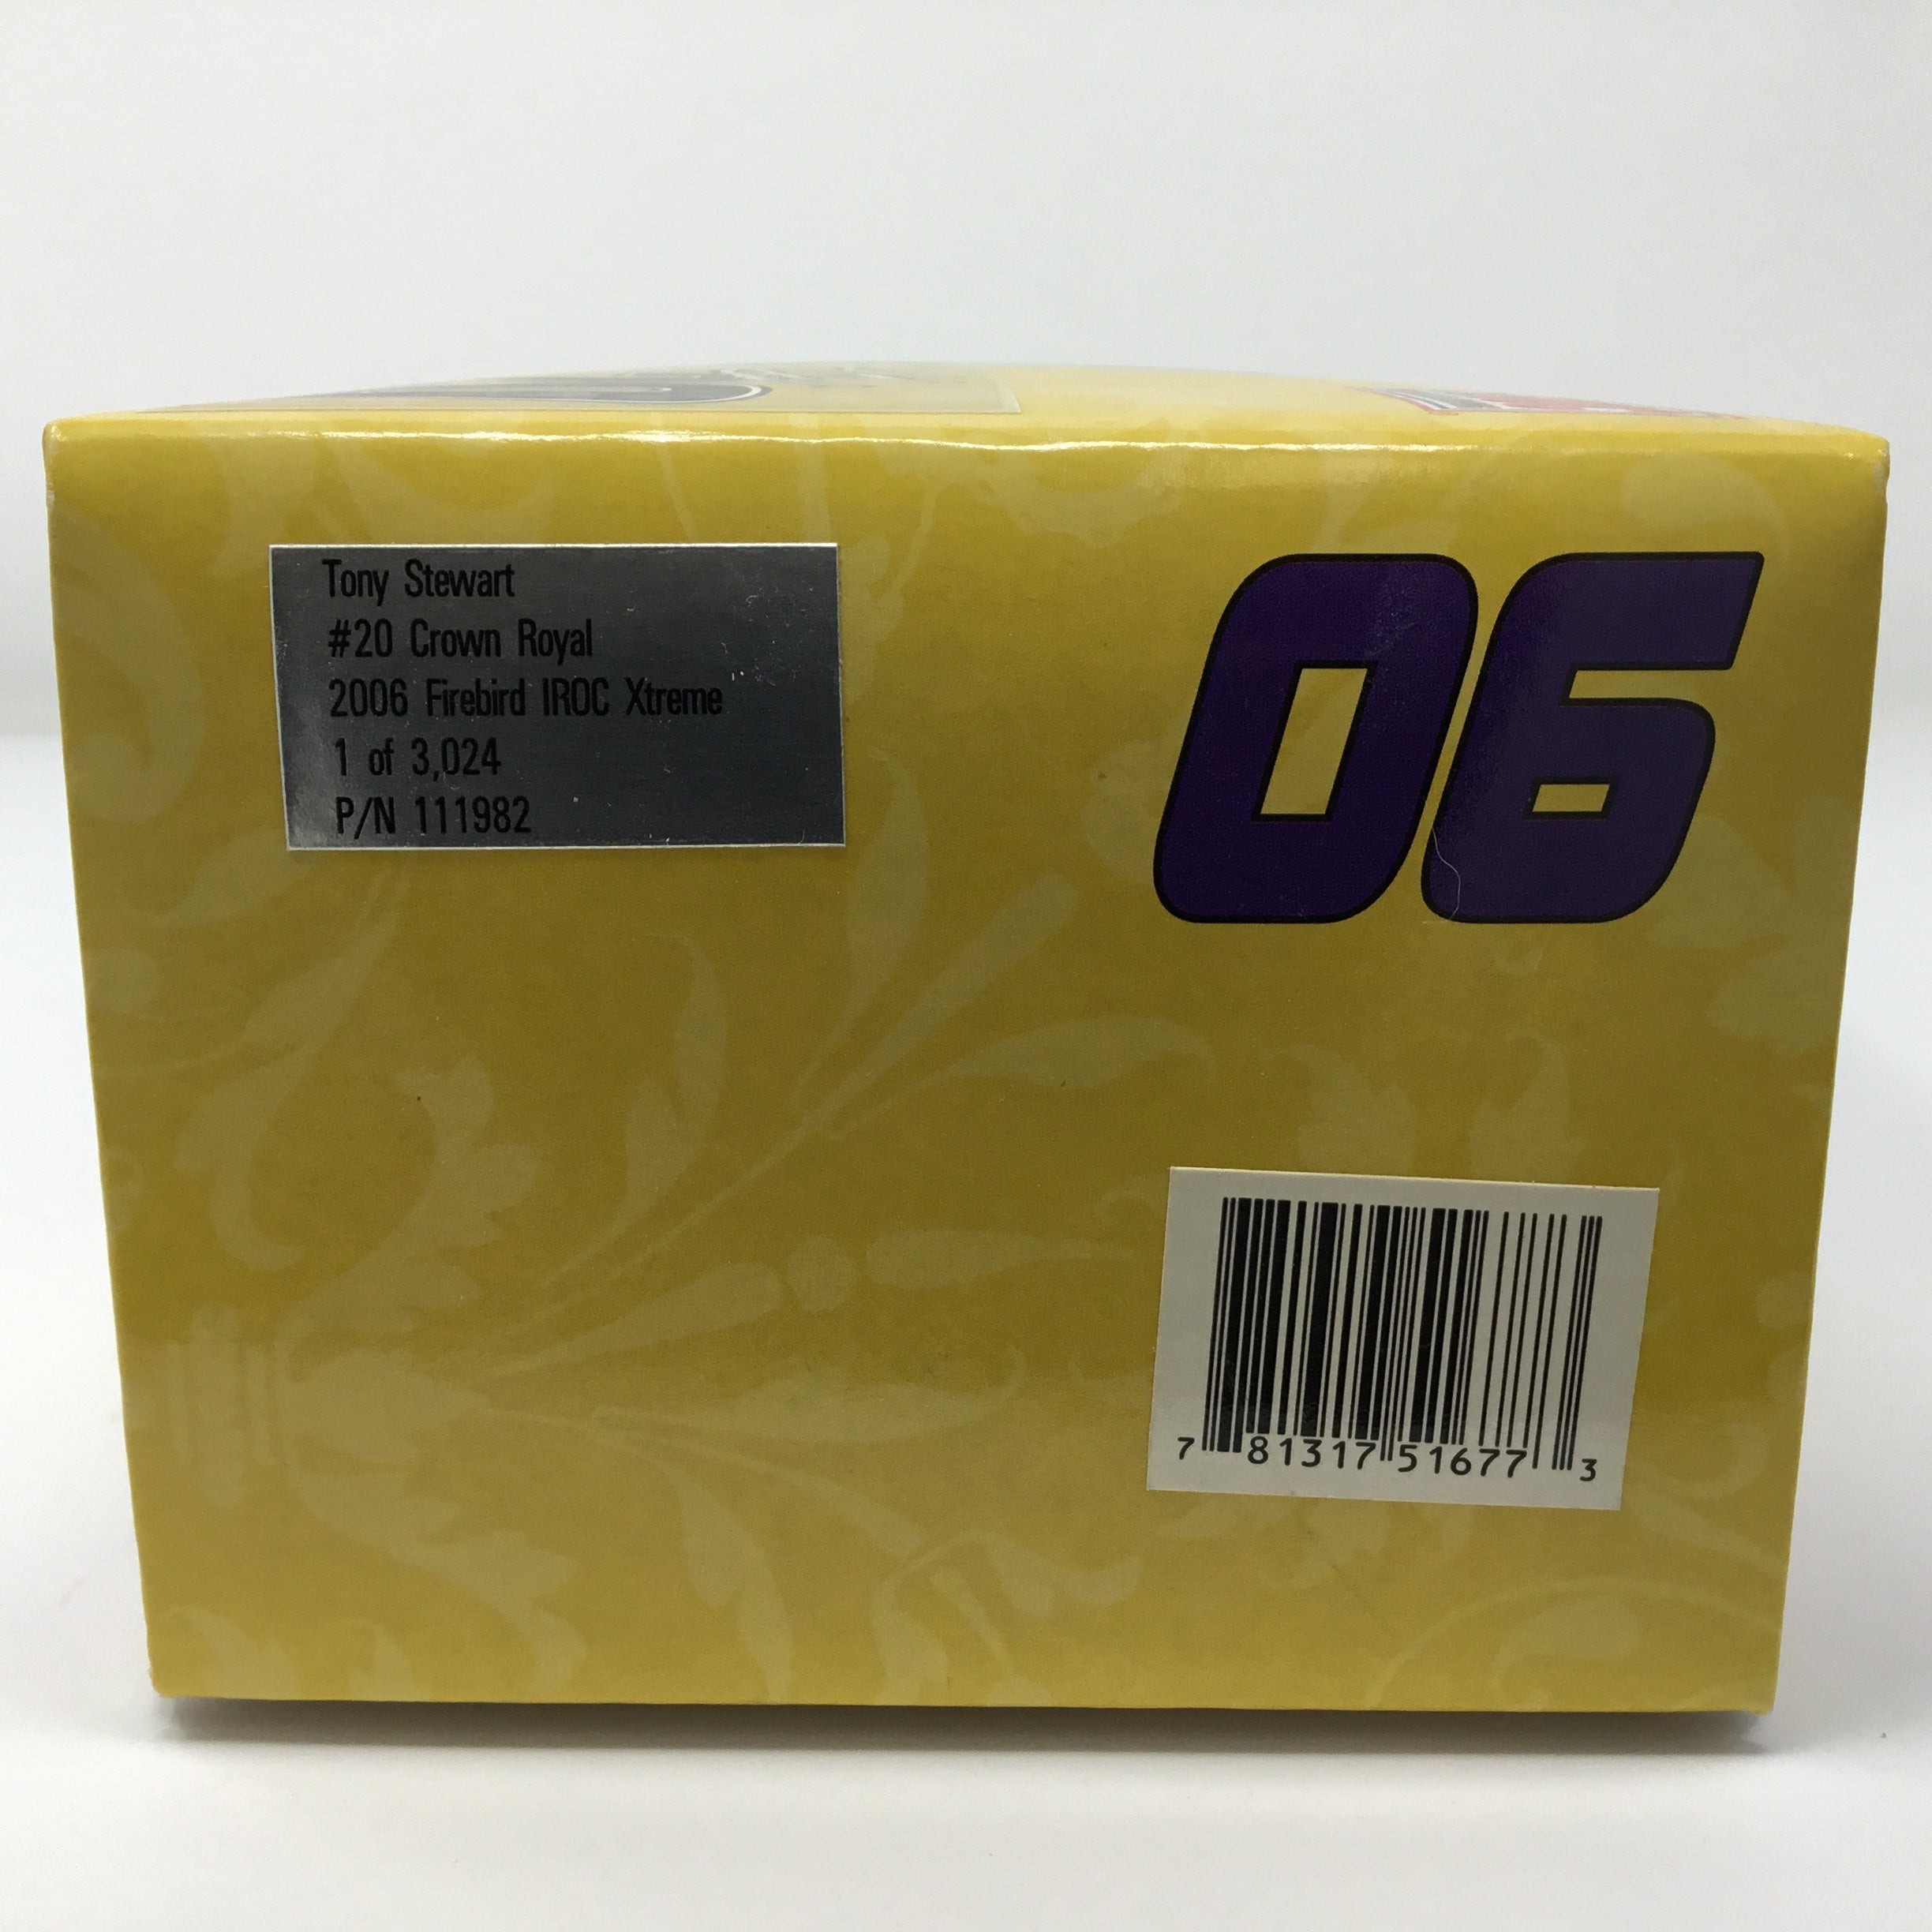 Tony Stewart
#20 Crown Royal
2006 Firebird IROC Xtreme
1 of 3,024
P/N 111982
06
7 81317 51677 3